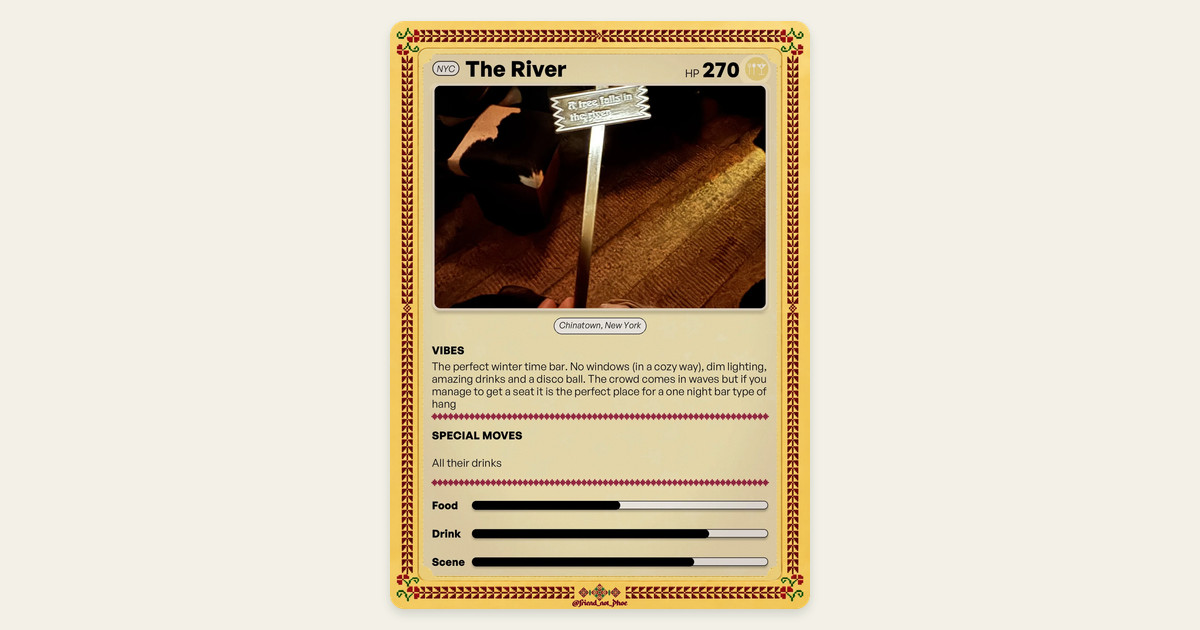 NYC The River HP 270
A tree falls in
the river
Chinatown, New York
VIBES
The perfect winter time bar. No windows (in a cozy way), dim lighting,
amazing drinks and a disco ball. The crowd comes in waves but if you
manage to get a seat it is the perfect place for a one night bar type of
hang
SPECIAL MOVES
All their drinks
Food
Drink
Scene
@friend_not_phoe